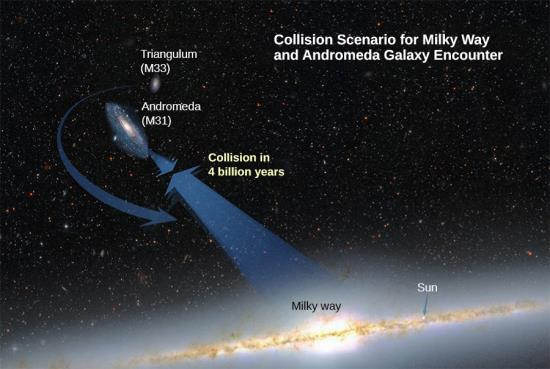 Collision Scenario for Milky Way
and Andromeda Galaxy Encounter
Triangulum
(M33)
Andromeda
(M31)
Collision in
4 billion years
Milky way
Sun